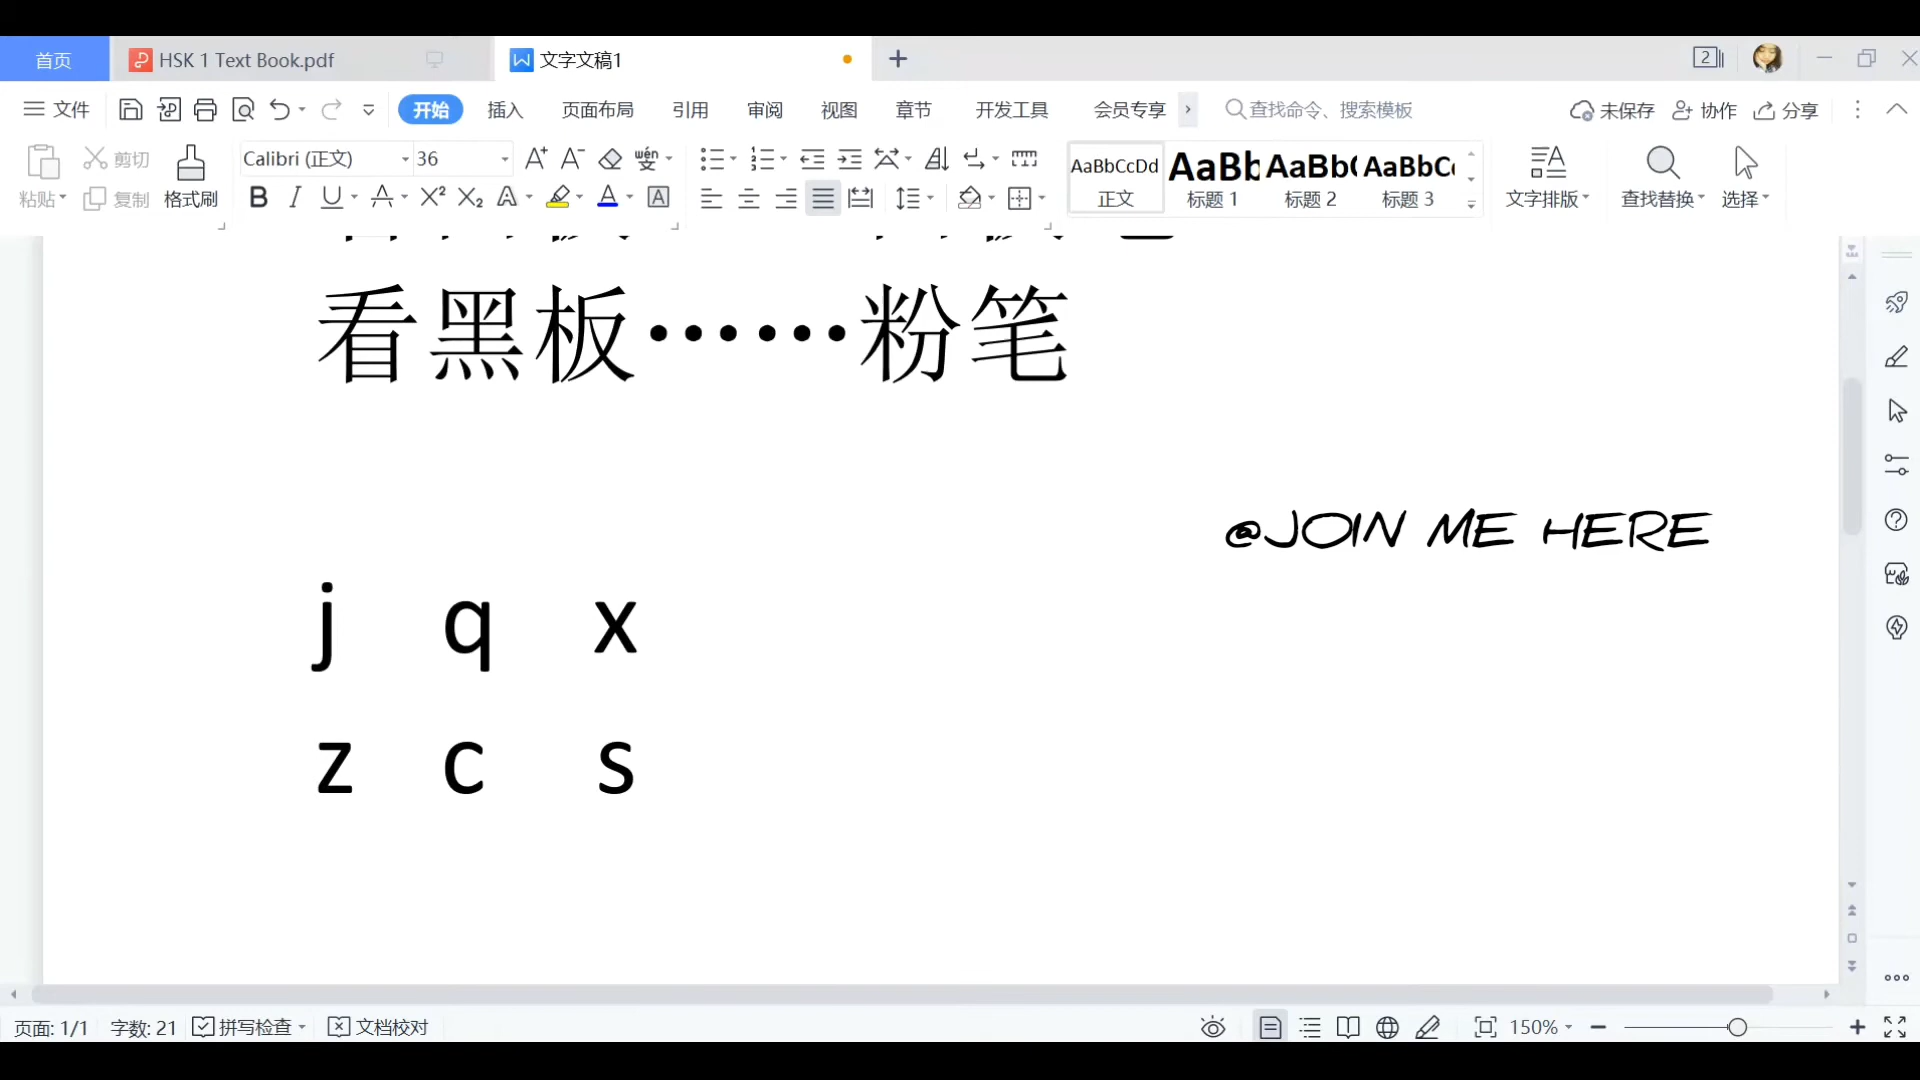 首页 HSK 1 Text Book.pdf 文字文稿1 2
文件 开始 插入 页面布局 引用 审阅 视图 章节 开发工具 会员专享 查找命令、搜索模板 未保存 协作 分享
粘贴 剪切 复制 格式刷 Calibri (正文) 36 wén 变 AaBbCcDd AaBb AaBb( AaBbC
B I U A X² X₂ A A A 正文 标题 1 标题 2 标题 3 文字排版 查找替换 选择
看黑板······粉笔
@JOIN ME HERE
j q x
z c s
页面: 1/1 字数: 21 拼写检查 文档校对 150%